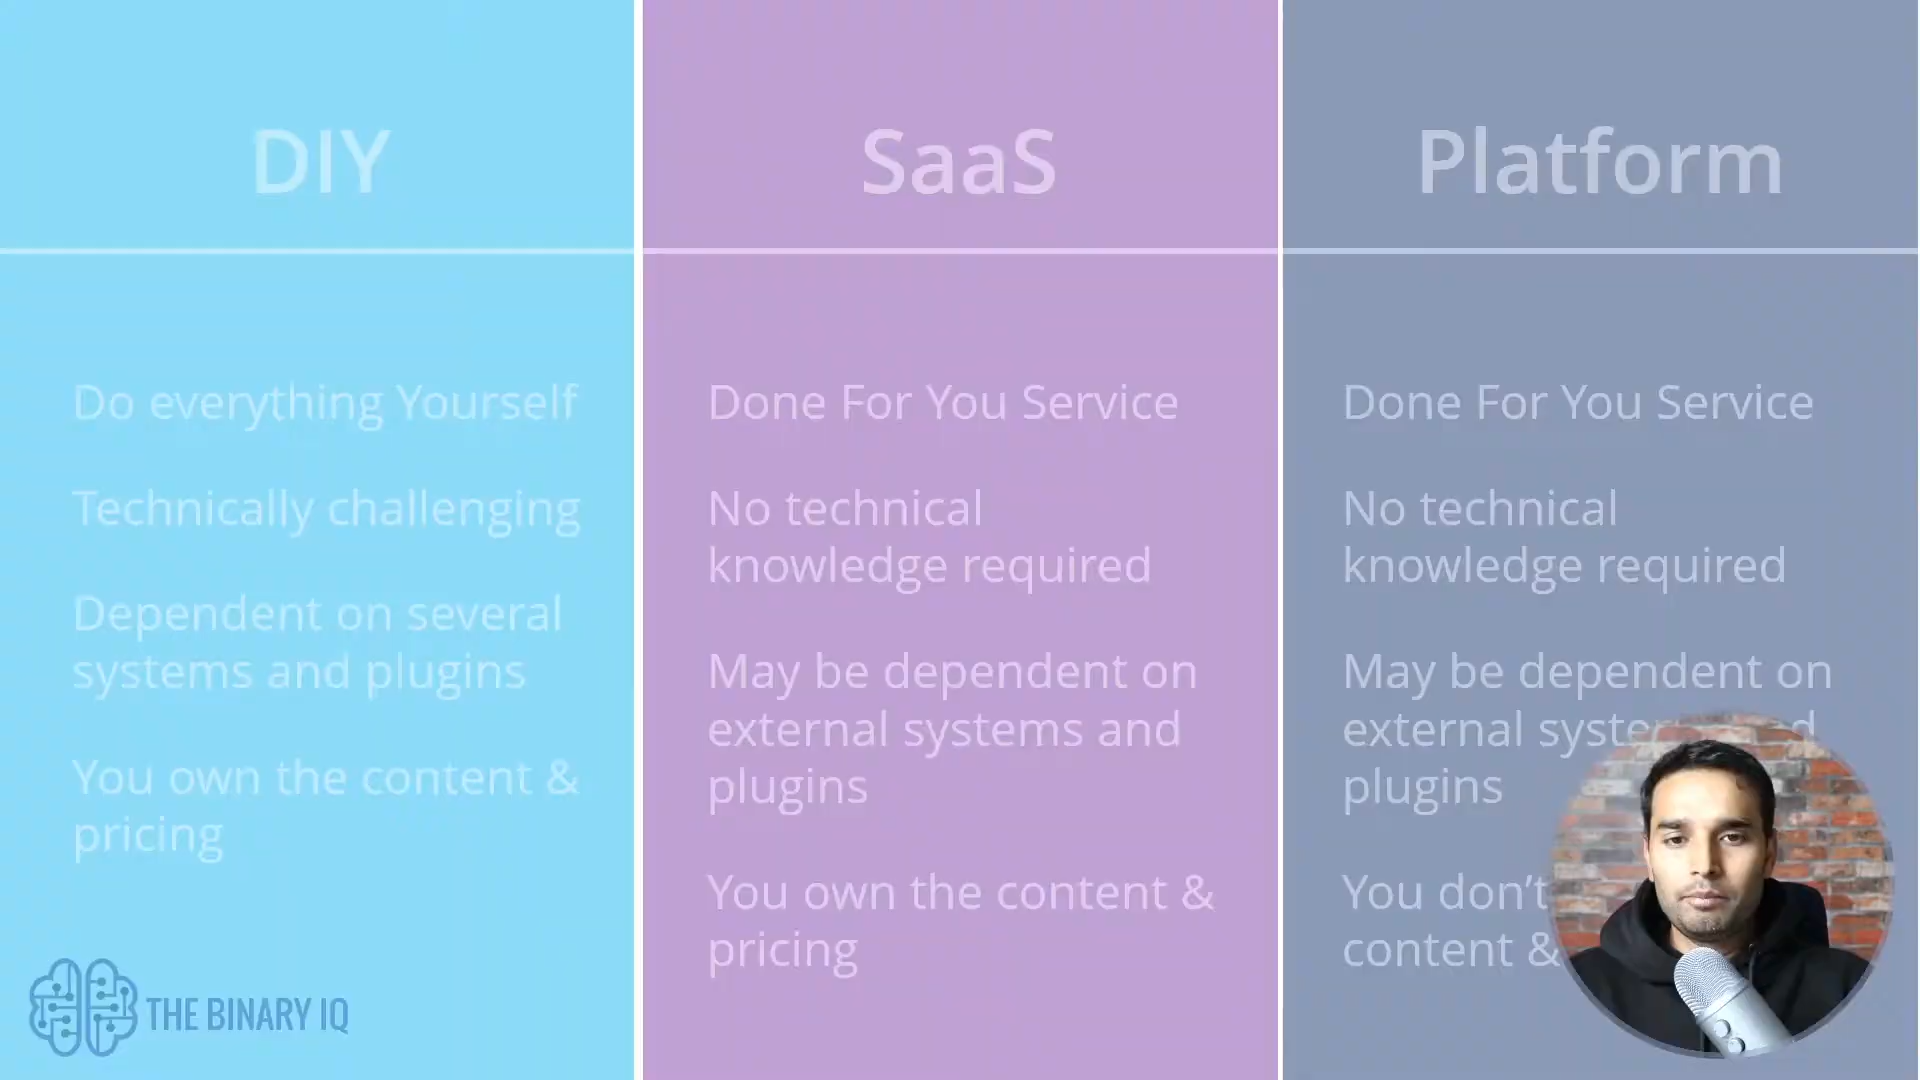 DIY
Do everything Yourself
Technically challenging
Dependent on several
systems and plugins
You own the content &
pricing
SaaS
Done For You Service
No technical
knowledge required
May be dependent on
external systems and
plugins
You own the content &
pricing
Platform
Done For You Service
No technical
knowledge required
May be dependent on
external
plugins
You don't
content &
THE BINARY IQ